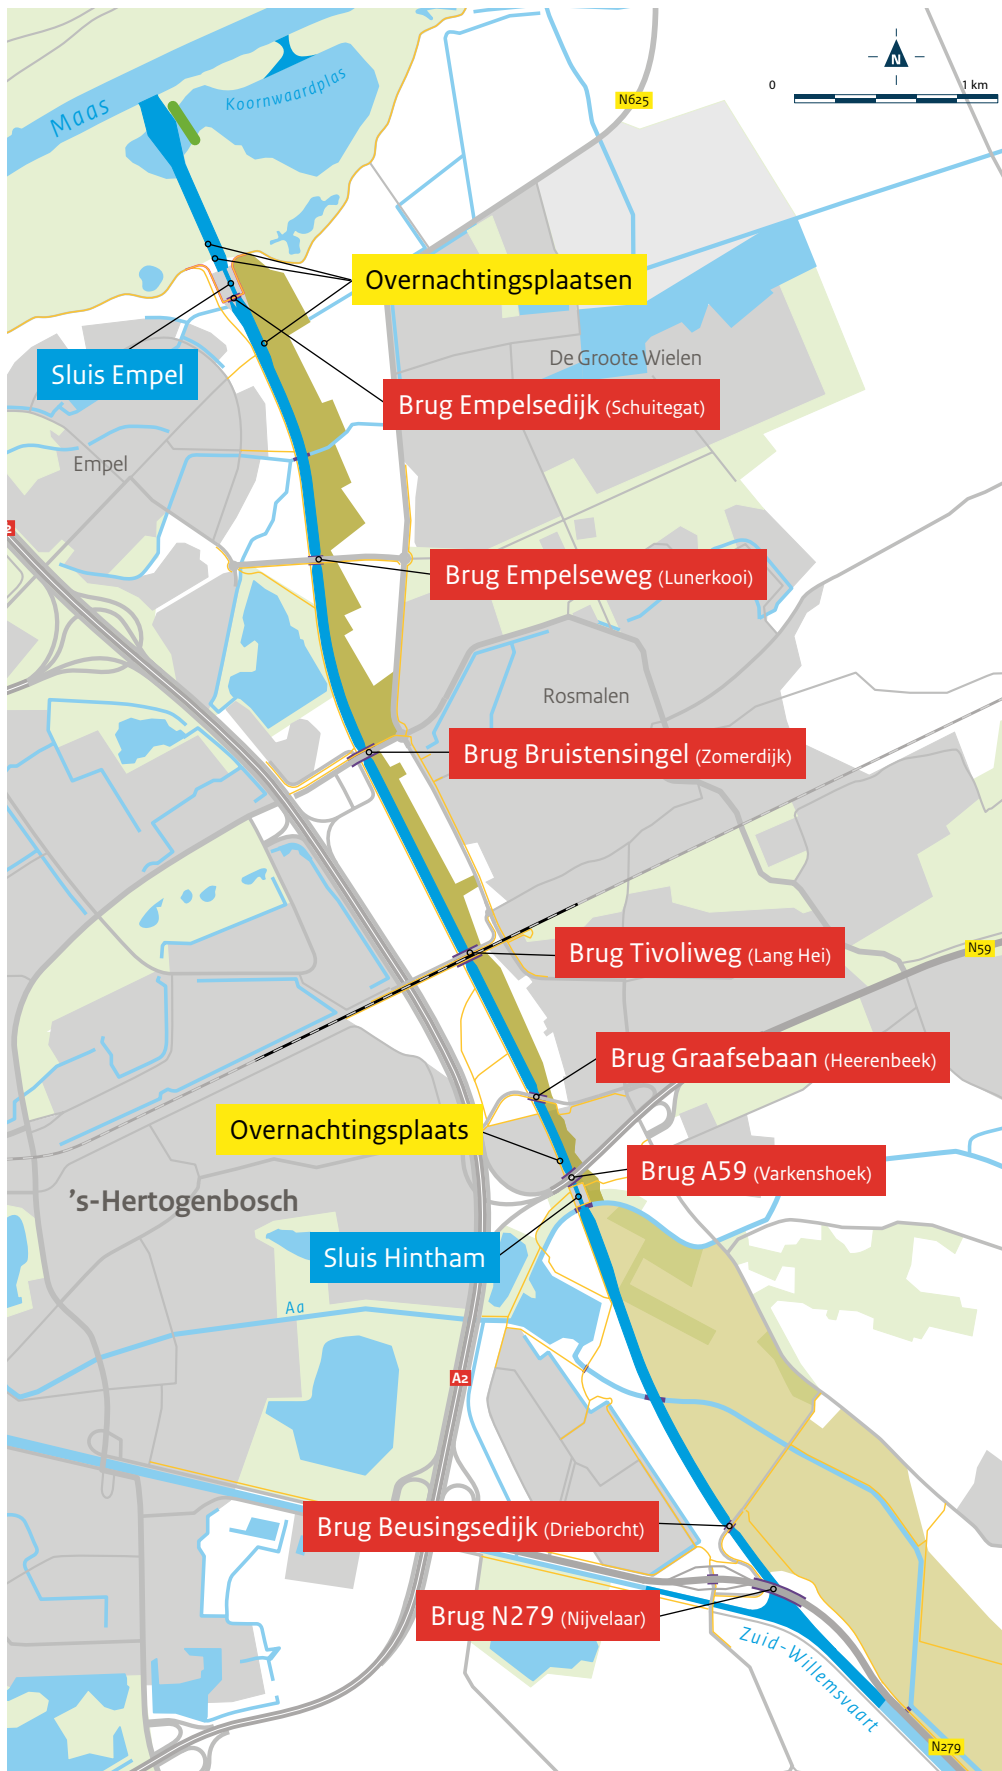 Maas
Koornwaardplas
N625
N
0
1 km
Overnachtingsplaatsen
Sluis Empel
De Groote Wielen
Brug Empelsedijk (Schuitegat)
Empel
2
Brug Empelseweg (Lunerkooi)
Rosmalen
Brug Bruistensingel (Zomerdijk)
Brug Tivoliweg (Lang Hei)
N59
Brug Graafsebaan (Heerenbeek)
Overnachtingsplaats
Brug A59 (Varkenshoek)
's-Hertogenbosch
Sluis Hintham
Aa
A2
Brug Beusingsedijk (Drieborcht)
Brug N279 (Nijvelaar)
Zuid-Willemsvaart
N279